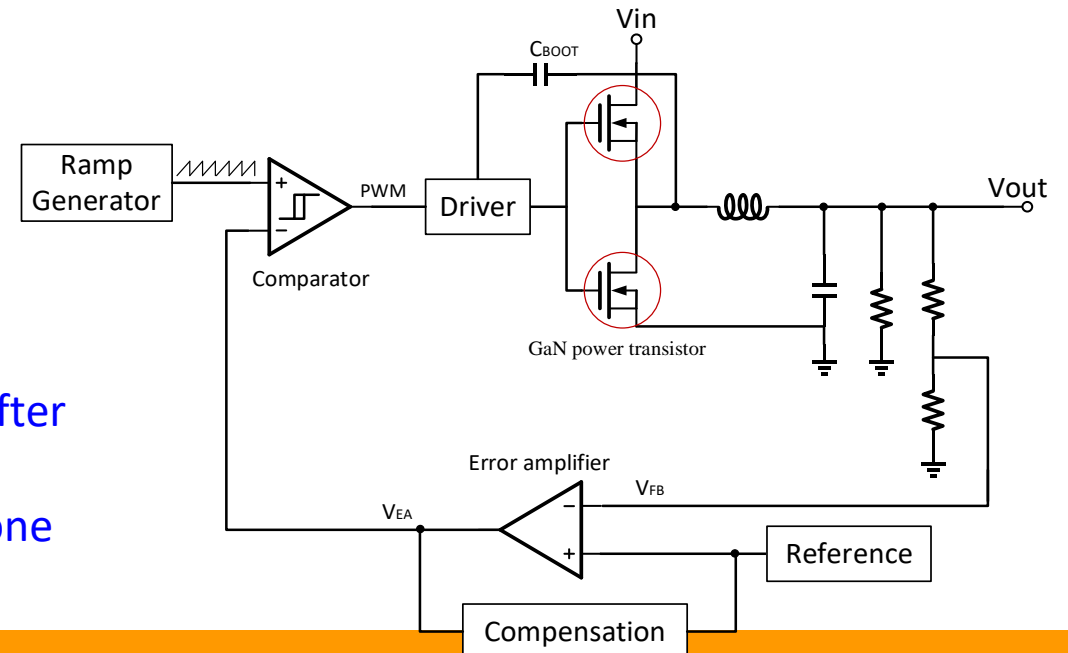 Vin
CBOOT
Ramp
Generator
PWM
Driver
Vout
Comparator
GaN power transistor
fter
Error amplifier
VFB
VEA
one
Reference
Compensation